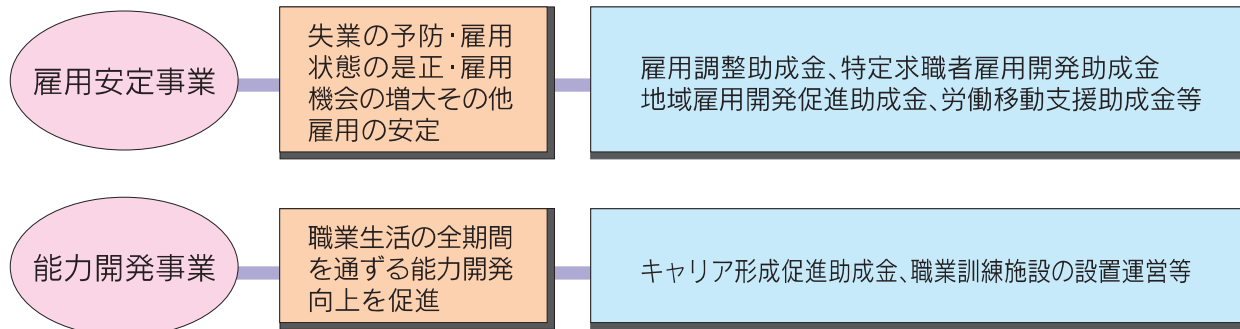 雇用安定事業
失業の予防・雇用
状態の是正・雇用
機会の増大その他
雇用の安定
雇用調整助成金、特定求職者雇用開発助成金
地域雇用開発促進助成金、労働移動支援助成金等
能力開発事業
職業生活の全期間
を通ずる能力開発
向上を促進
キャリア形成促進助成金、職業訓練施設の設置運営等